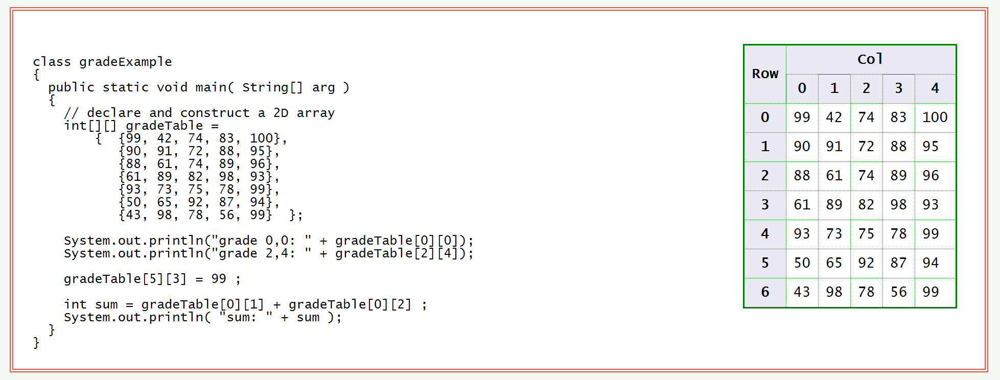 class gradeExample
{
  public static void main( String[] arg )
  {
    // declare and construct a 2D array
    int[][] gradeTable =
        {  {99, 42, 74, 83, 100},
           {90, 91, 72, 88, 95},
           {88, 61, 74, 89, 96},
           {61, 89, 82, 98, 93},
           {93, 73, 75, 78, 99},
           {50, 65, 92, 87, 94},
           {43, 98, 78, 56, 99}  };

    System.out.println("grade 0,0: " + gradeTable[0][0]);
    System.out.println("grade 2,4: " + gradeTable[2][4]);

    gradeTable[5][3] = 99 ;

    int sum = gradeTable[0][1] + gradeTable[0][2] ;
    System.out.println( "sum: " + sum );
  }
}
Row Col
0 1 2 3 4
0 99 42 74 83 100
1 90 91 72 88 95
2 88 61 74 89 96
3 61 89 82 98 93
4 93 73 75 78 99
5 50 65 92 87 94
6 43 98 78 56 99